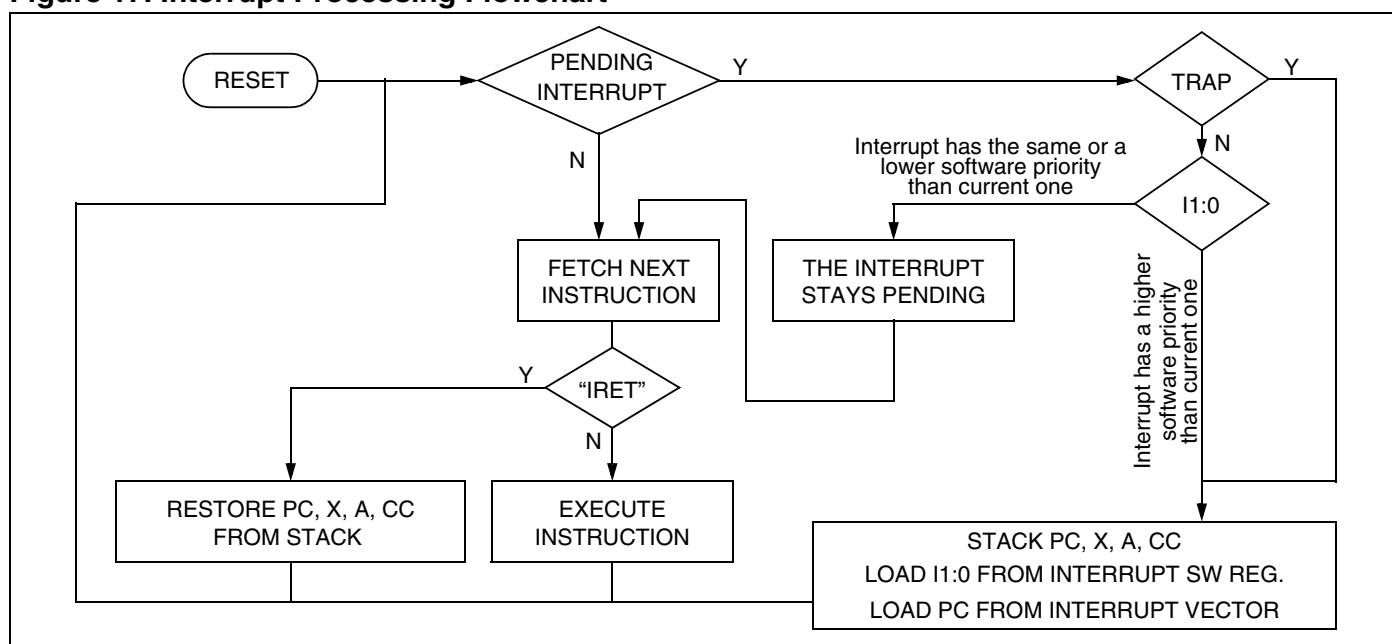 Figure 17. Interrupt Processing Flowchart
RESET
PENDING
INTERRUPT
Y
TRAP
Y
N
N
Interrupt has the same or a
lower software priority
than current one
I1:0
FETCH NEXT
INSTRUCTION
THE INTERRUPT
STAYS PENDING
Interrupt has a higher
software priority
than current one
Y
“IRET”
N
RESTORE PC, X, A, CC
FROM STACK
EXECUTE
INSTRUCTION
STACK PC, X, A, CC
LOAD I1:0 FROM INTERRUPT SW REG.
LOAD PC FROM INTERRUPT VECTOR